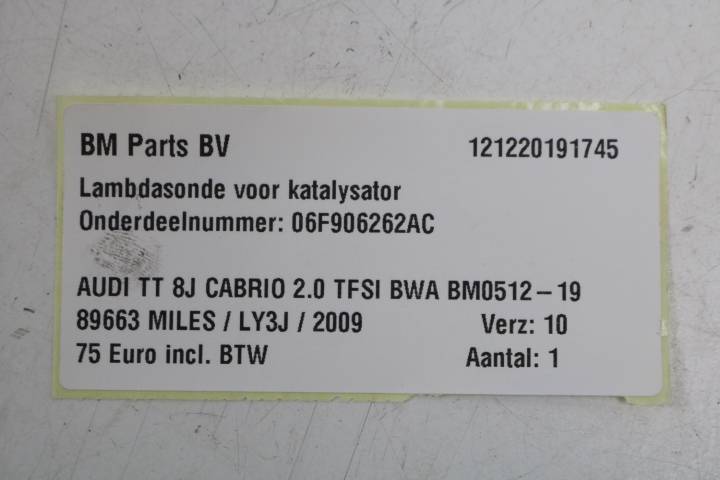 BM Parts BV 121220191745
Lambdasonde voor katalysator
Onderdeelnummer: 06F906262AC
AUDI TT 8J CABRIO 2.0 TFSI BWA BM0512-19
89663 MILES / LY3J / 2009 Verz: 10
75 Euro incl. BTW Aantal: 1